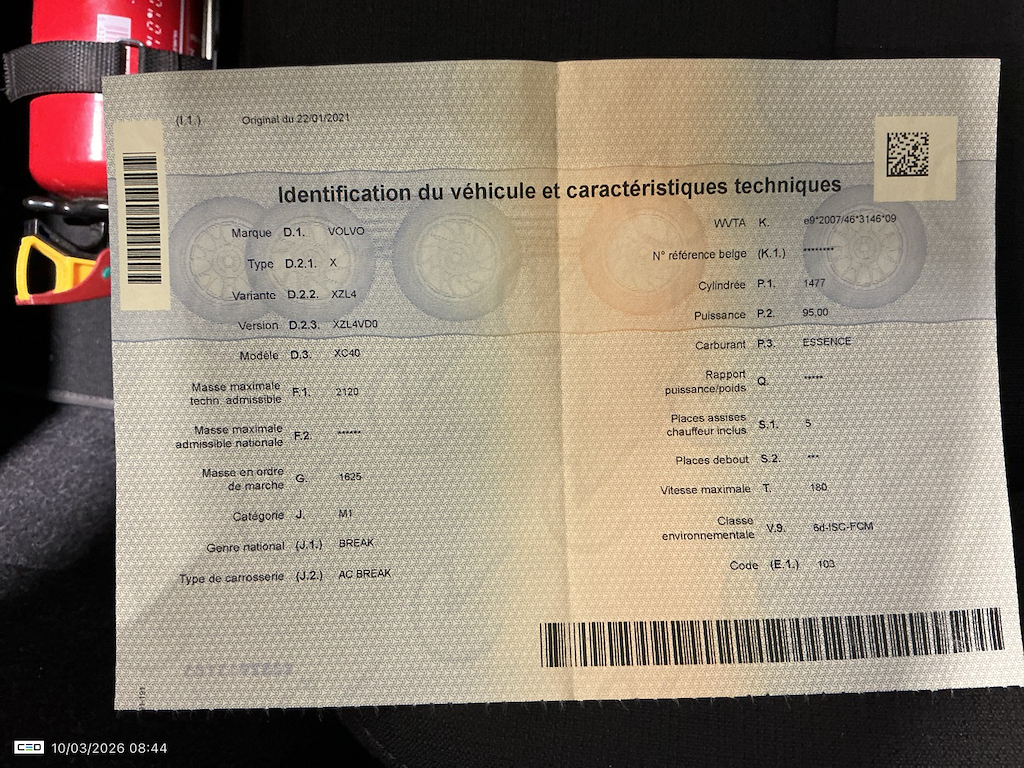 (I.1.) Original du 22/01/2021
Identification du véhicule et caractéristiques techniques
Marque D.1. VOLVO
Type D.2.1. X
Variante D.2.2. XZL4
Version D.2.3. XZL4VD0
Modèle D.3. XC40
Masse maximale
techn. admissible F.1. 2120
Masse maximale
admissible nationale F.2. ******
Masse en ordre
de marche G. 1625
Catégorie J. M1
Genre national (J.1.) BREAK
Type de carrosserie (J.2.) AC BREAK
WVTA K. e9*2007/46*3146*09
N° référence belge (K.1.) ********
Cylindrée P.1. 1477
Puissance P.2. 95,00
Carburant P.3. ESSENCE
Rapport
puissance/poids Q. *****
Places assises
chauffeur inclus S.1. 5
Places debout S.2. ***
Vitesse maximale T. 180
Classe
environnementale V.9. 6d-ISC-FCM
Code (E.1.) 103
CEO 10/03/2026 08:44